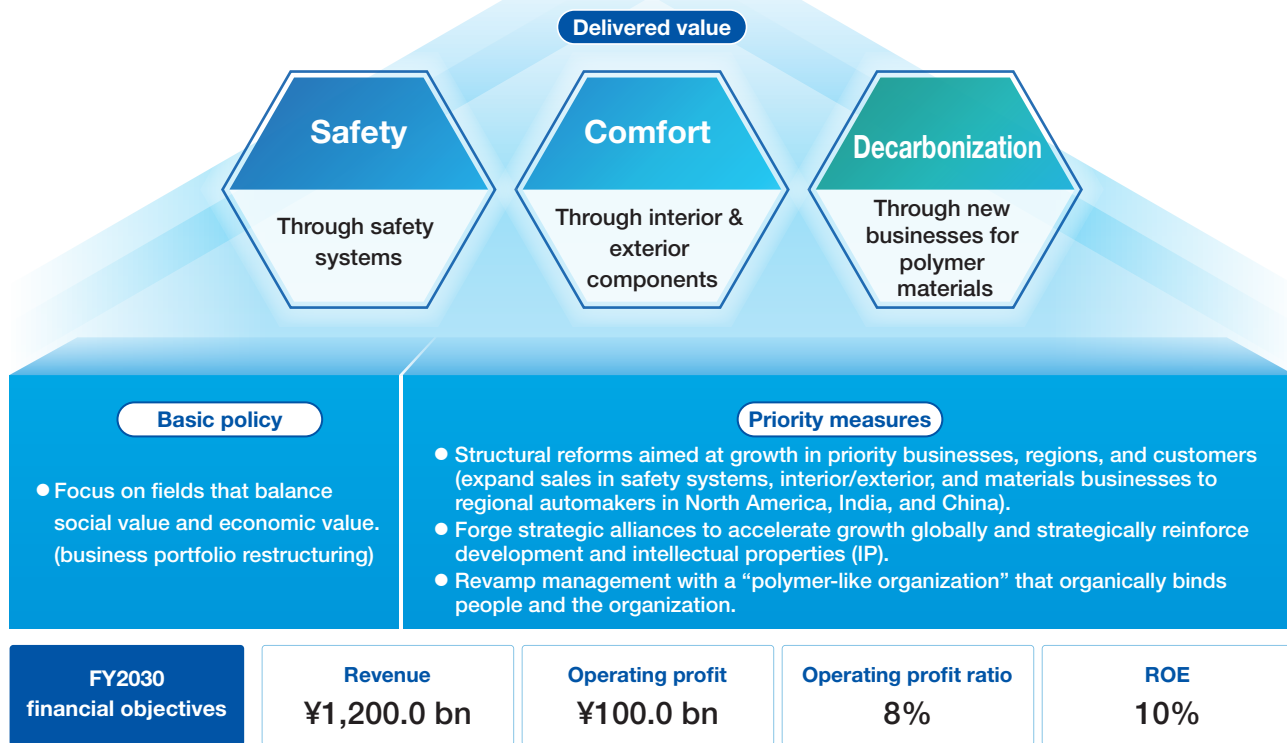 Delivered value
Safety
Through safety
systems
Comfort
Through interior &
exterior
components
Decarbonization
Through new
businesses for
polymer
materials
Basic policy
● Focus on fields that balance
social value and economic value.
(business portfolio restructuring)
Priority measures
● Structural reforms aimed at growth in priority businesses, regions, and customers
(expand sales in safety systems, interior/exterior, and materials businesses to
regional automakers in North America, India, and China).
● Forge strategic alliances to accelerate growth globally and strategically reinforce
development and intellectual properties (IP).
● Revamp management with a “polymer-like organization” that organically binds
people and the organization.
FY2030
financial objectives
Revenue
¥1,200.0 bn
Operating profit
¥100.0 bn
Operating profit ratio
8%
ROE
10%